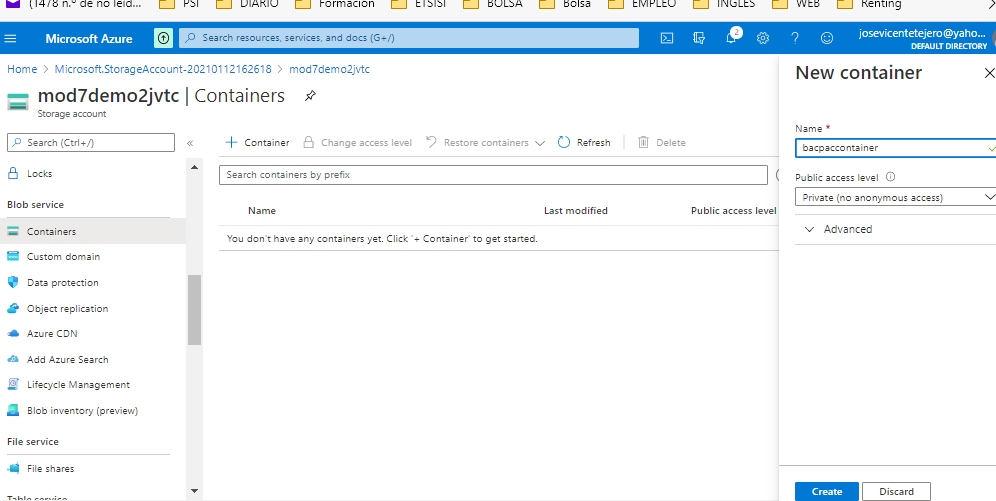 (1478 n.º de no leíd... PSI DIARIO Formación ETSISI BOLSA Bolsa EMPLEO INGLES WEB Renting
Microsoft Azure Search resources, services, and docs (G+/) 2 josevicentetejero@yaho...
DEFAULT DIRECTORY
Home > Microsoft.StorageAccount-20210112162618 > mod7demo2jvtc
mod7demo2jvtc | Containers
Storage account
Search (Ctrl+/) «
Locks
Blob service
Containers
Custom domain
Data protection
Object replication
Azure CDN
Add Azure Search
Lifecycle Management
Blob inventory (preview)
File service
File shares
Table service
+ Container Change access level Restore containers Refresh Delete
Search containers by prefix
Name Last modified Public access level
You don't have any containers yet. Click '+ Container' to get started.
New container
Name *
bacpaccontainer
Public access level
Private (no anonymous access)
Advanced
Create Discard